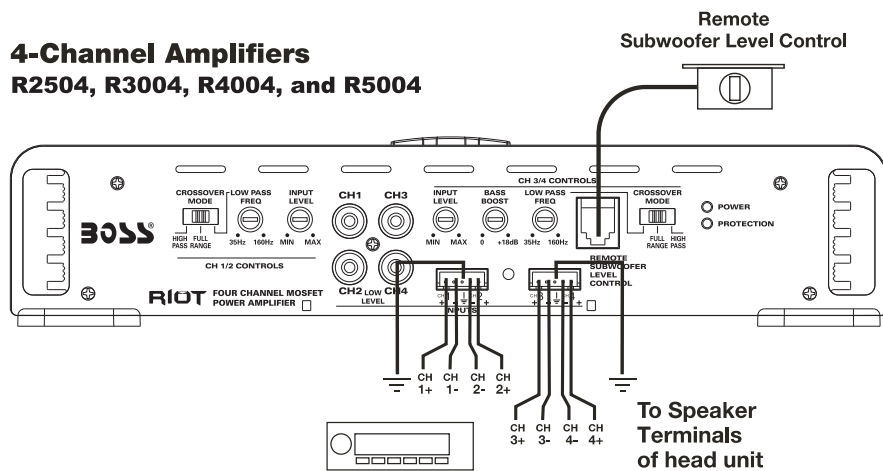 Remote
Subwoofer Level Control
4-Channel Amplifiers
R2504, R3004, R4004, and R5004
CH 3/4 CONTROLS
CROSSOVER MODE
LOW PASS FREQ
INPUT LEVEL
CH1
CH3
INPUT LEVEL
BASS BOOST
LOW PASS FREQ
CROSSOVER MODE
POWER
PROTECTION
BOSS®
HIGH PASS
FULL RANGE
35Hz 160Hz
MIN MAX
MIN MAX
0 +18dB
35Hz 160Hz
FULL RANGE
HIGH PASS
CH 1/2 CONTROLS
REMOTE
SUBWOOFER
LEVEL
CONTROL
CH2
LOW LEVEL
CH4
RIOT
FOUR CHANNEL MOSFET
POWER AMPLIFIER
+ - - +
+ - - +
INPUTS
CH 1+
CH 1-
CH 2-
CH 2+
CH 3+
CH 3-
CH 4-
CH 4+
To Speaker
Terminals
of head unit